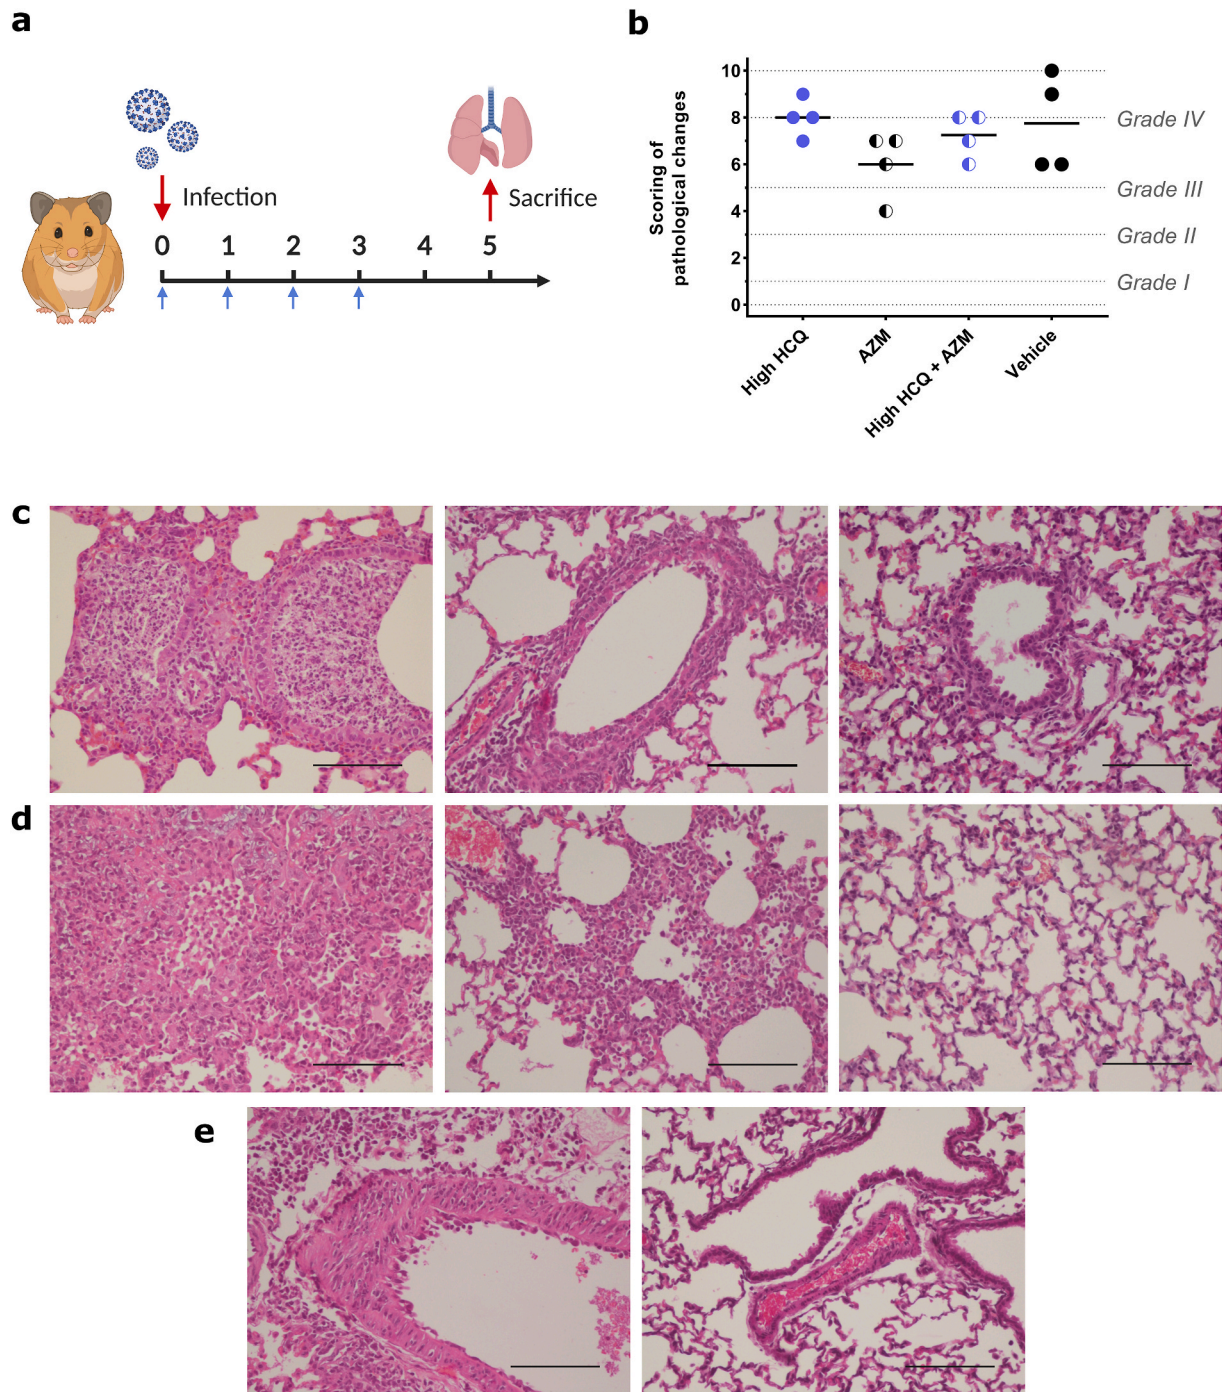 a
Infection
Sacrifice
0 1 2 3 4 5
b
Scoring of
pathological changes
10
8
6
4
2
0
Grade IV
Grade III
Grade II
Grade I
High HCQ
AZM
High HCQ + AZM
Vehicle
c
d
e